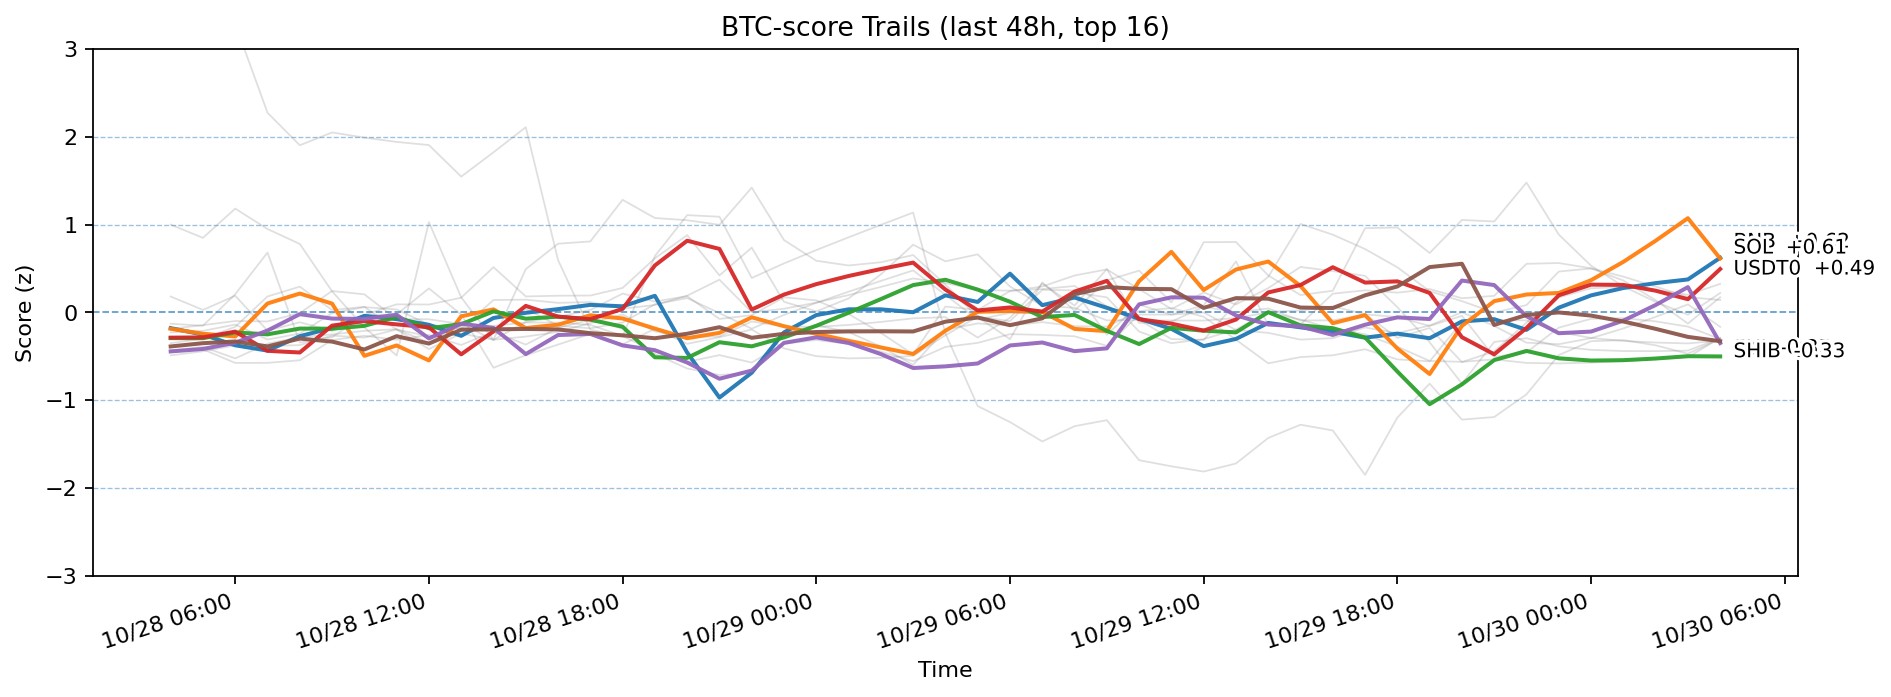 BTC-score Trails (last 48h, top 16)
Score (z)
3
2
1
0
−1
−2
−3
SOL +0.61
USDT0 +0.49
SHIB -0.33
10/28 06:00
10/28 12:00
10/28 18:00
10/29 00:00
10/29 06:00
10/29 12:00
10/29 18:00
10/30 00:00
10/30 06:00
Time